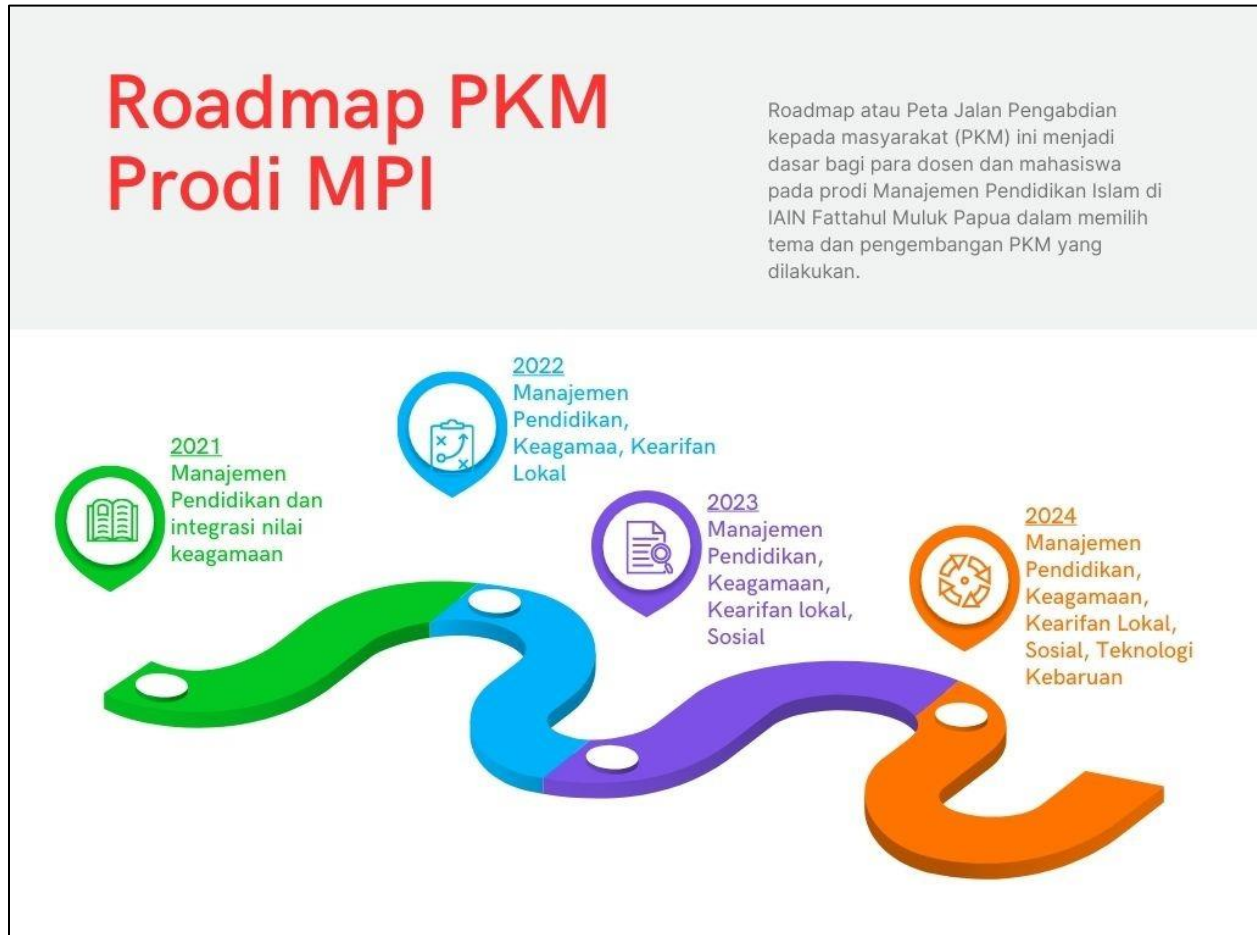 Roadmap PKM
Prodi MPI
Roadmap atau Peta Jalan Pengabdian
kepada masyarakat (PKM) ini menjadi
dasar bagi para dosen dan mahasiswa
pada prodi Manajemen Pendidikan Islam di
IAIN Fattahul Muluk Papua dalam memilih
tema dan pengembangan PKM yang
dilakukan.
2021
Manajemen
Pendidikan dan
integrasi nilai
keagamaan
2022
Manajemen
Pendidikan,
Keagamaa, Kearifan
Lokal
2023
Manajemen
Pendidikan,
Keagamaan,
Kearifan lokal,
Sosial
2024
Manajemen
Pendidikan,
Keagamaan,
Kearifan Lokal,
Sosial, Teknologi
Kebaruan